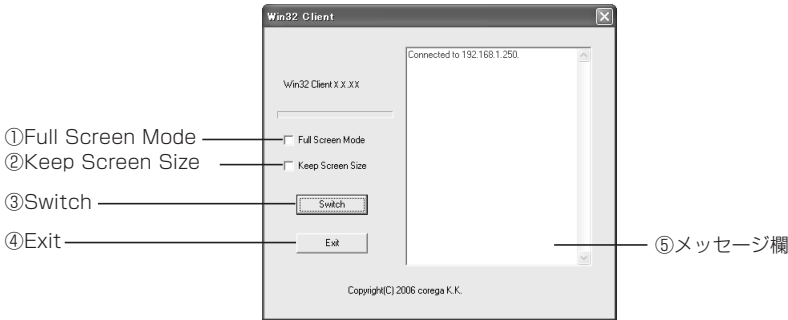 Win32 Client
Connected to 192.168.1.250.
Win32 Client X.X.XX
①Full Screen Mode
Full Screen Mode
②Keep Screen Size
Keep Screen Size
③Switch
Switch
④Exit
Exit
⑤メッセージ欄
Copyright(C) 2006 corega K.K.